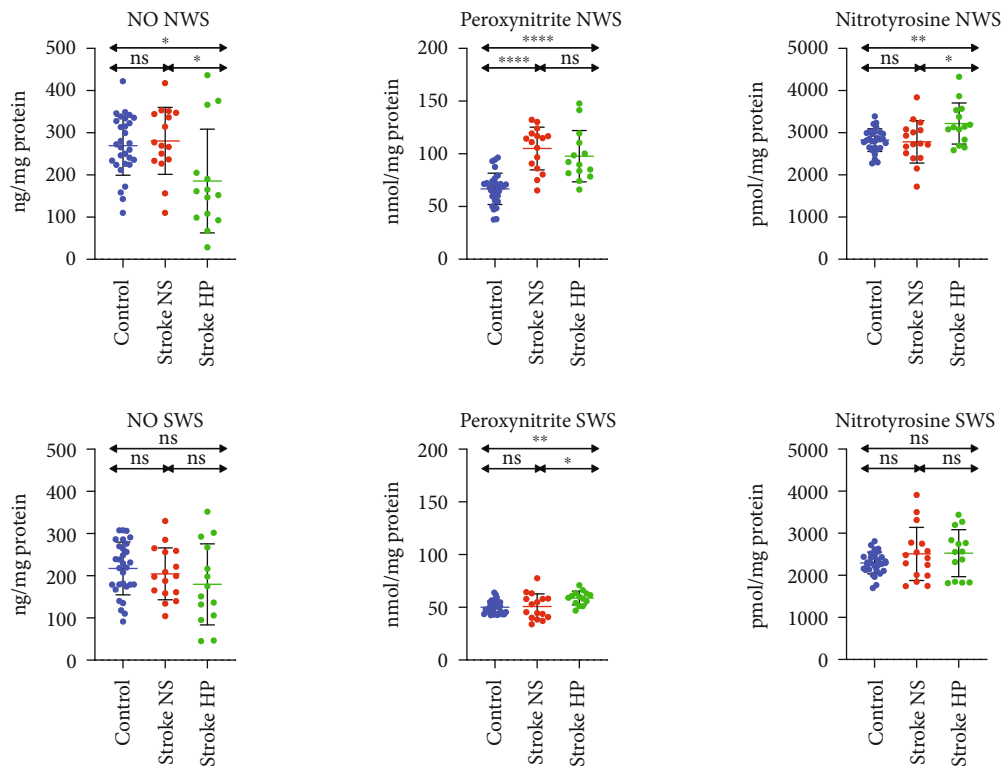 NO NWS
*
ns *
500
400
300
200
100
0
ng/mg protein
Control
Stroke NS
Stroke HP
Peroxynitrite NWS
****
**** ns
200
150
100
50
0
nmol/mg protein
Control
Stroke NS
Stroke HP
Nitrotyrosine NWS
**
ns *
5000
4000
3000
2000
1000
0
pmol/mg protein
Control
Stroke NS
Stroke HP
NO SWS
ns
ns ns
500
400
300
200
100
0
ng/mg protein
Control
Stroke NS
Stroke HP
Peroxynitrite SWS
**
ns *
200
150
100
50
0
nmol/mg protein
Control
Stroke NS
Stroke HP
Nitrotyrosine SWS
ns
ns ns
5000
4000
3000
2000
1000
0
pmol/mg protein
Control
Stroke NS
Stroke HP